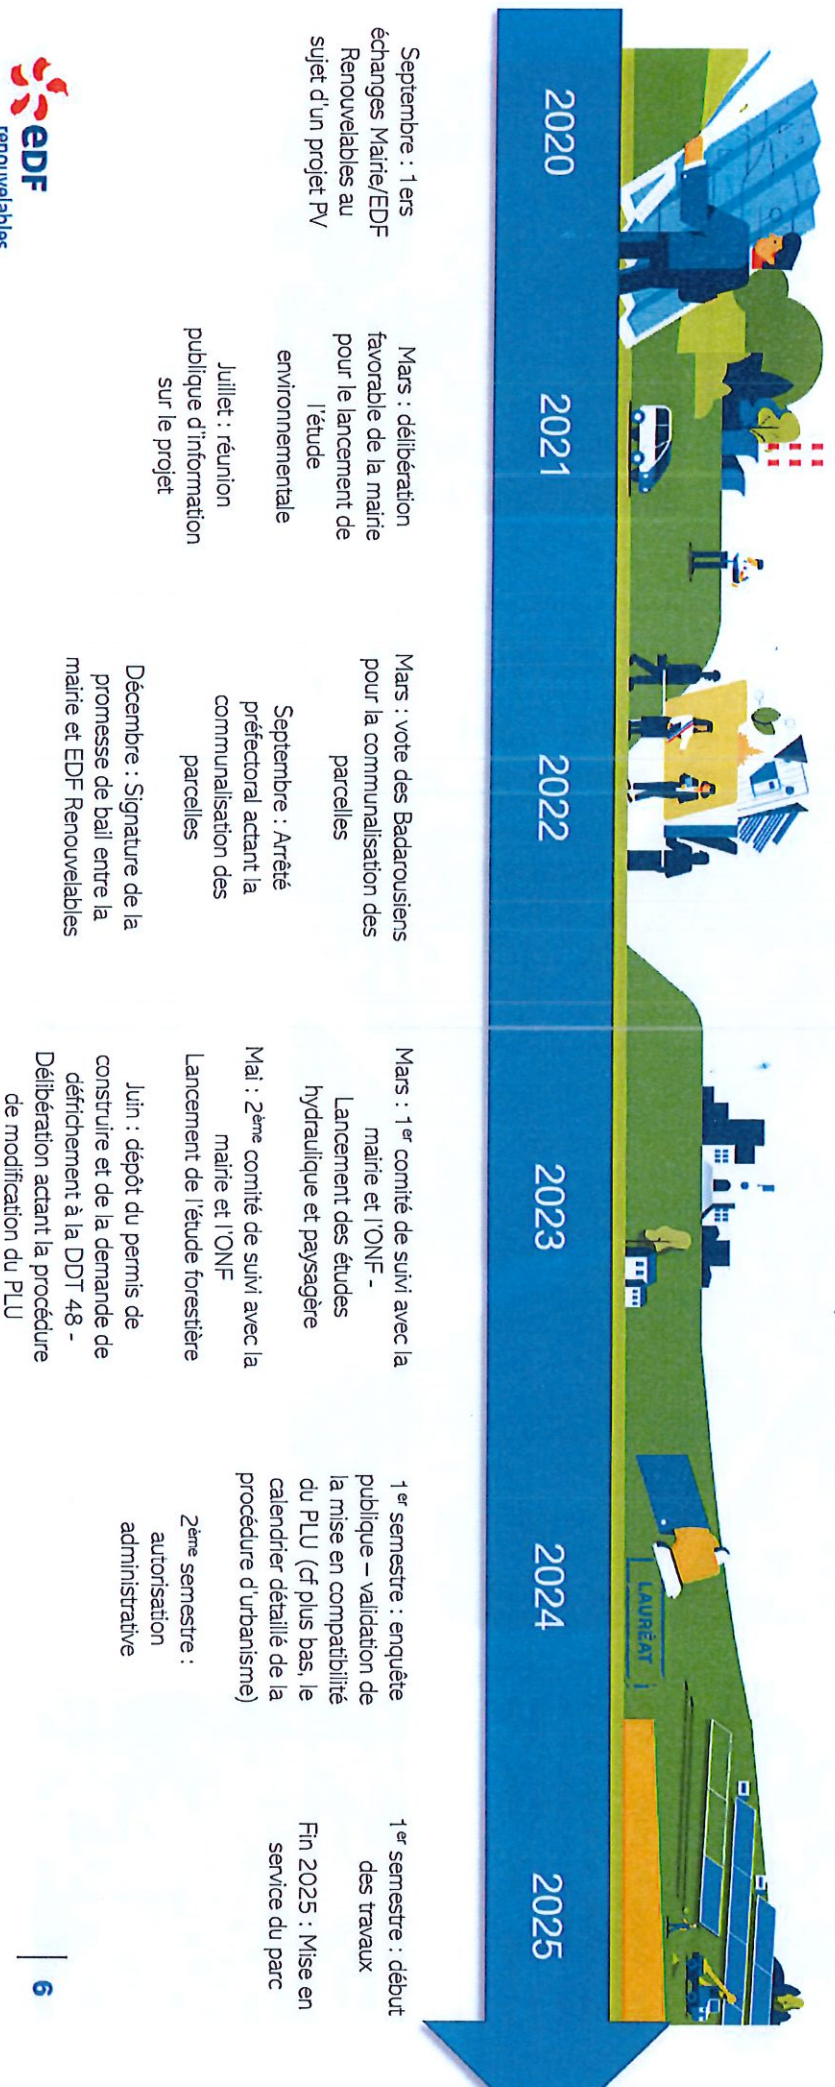 LAURÉAT
2020
2021
2022
2023
2024
2025
Septembre : 1ers
échanges Mairie/EDF
Renouvelables au
sujet d'un projet PV
Mars : délibération
favorable de la mairie
pour le lancement de
l'étude
environnementale
Juillet : réunion
publique d'information
sur le projet
Mars : vote des Badarousiens
pour la communalisation des
parcelles
Septembre : Arrêté
préfectoral actant la
communalisation des
parcelles
Décembre : Signature de la
promesse de bail entre la
mairie et EDF Renouvelables
Mars : 1er comité de suivi avec la
mairie et l'ONF -
Lancement des études
hydraulique et paysagère
Mai : 2ème comité de suivi avec la
mairie et l'ONF
Lancement de l'étude forestière
Juin : dépôt du permis de
construire et de la demande de
défrichement à la DDT 48 -
Délibération actant la procédure
de modification du PLU
1er semestre : enquête
publique – validation de
la mise en compatibilité
du PLU (cf plus bas, le
calendrier détaillé de la
procédure d'urbanisme)
2ème semestre :
autorisation
administrative
1er semestre : début
des travaux
Fin 2025 : Mise en
service du parc
eDF
renouvelables
6